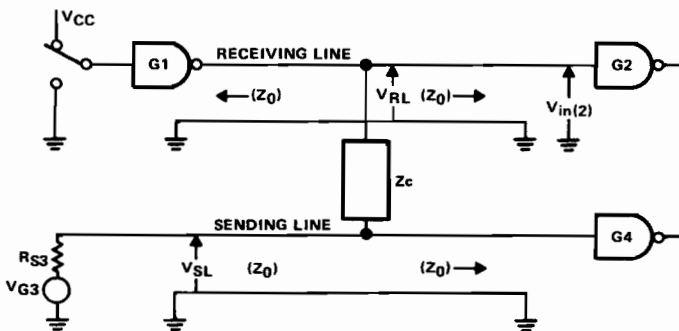 VCC
G1
RECEIVING LINE
G2
(Z0)
VRL
(Z0)
Vin(2)
Zc
SENDING LINE
G4
RS3
VSL
(Z0)
(Z0)
VG3